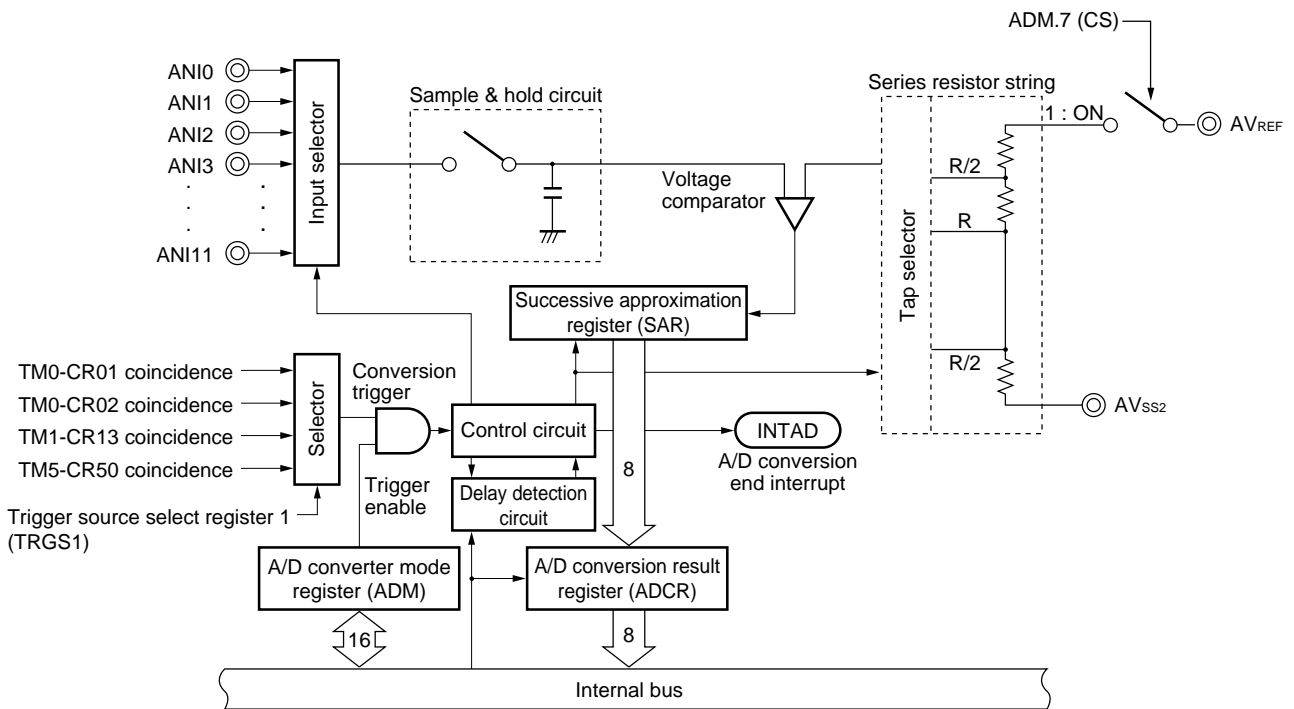 ADM.7 (CS)
ANI0
ANI1
ANI2
ANI3
.
.
.
.
.
.
ANI11
Input selector
Sample & hold circuit
Series resistor string
1 : ON
AVREF
Voltage
comparator
R/2
R
R/2
Tap selector
AVSS2
Successive approximation
register (SAR)
TM0-CR01 coincidence
TM0-CR02 coincidence
TM1-CR13 coincidence
TM5-CR50 coincidence
Selector
Conversion
trigger
Control circuit
INTAD
A/D conversion
end interrupt
8
Trigger
enable
Delay detection
circuit
Trigger source select register 1
(TRGS1)
A/D converter mode
register (ADM)
A/D conversion result
register (ADCR)
16
8
Internal bus